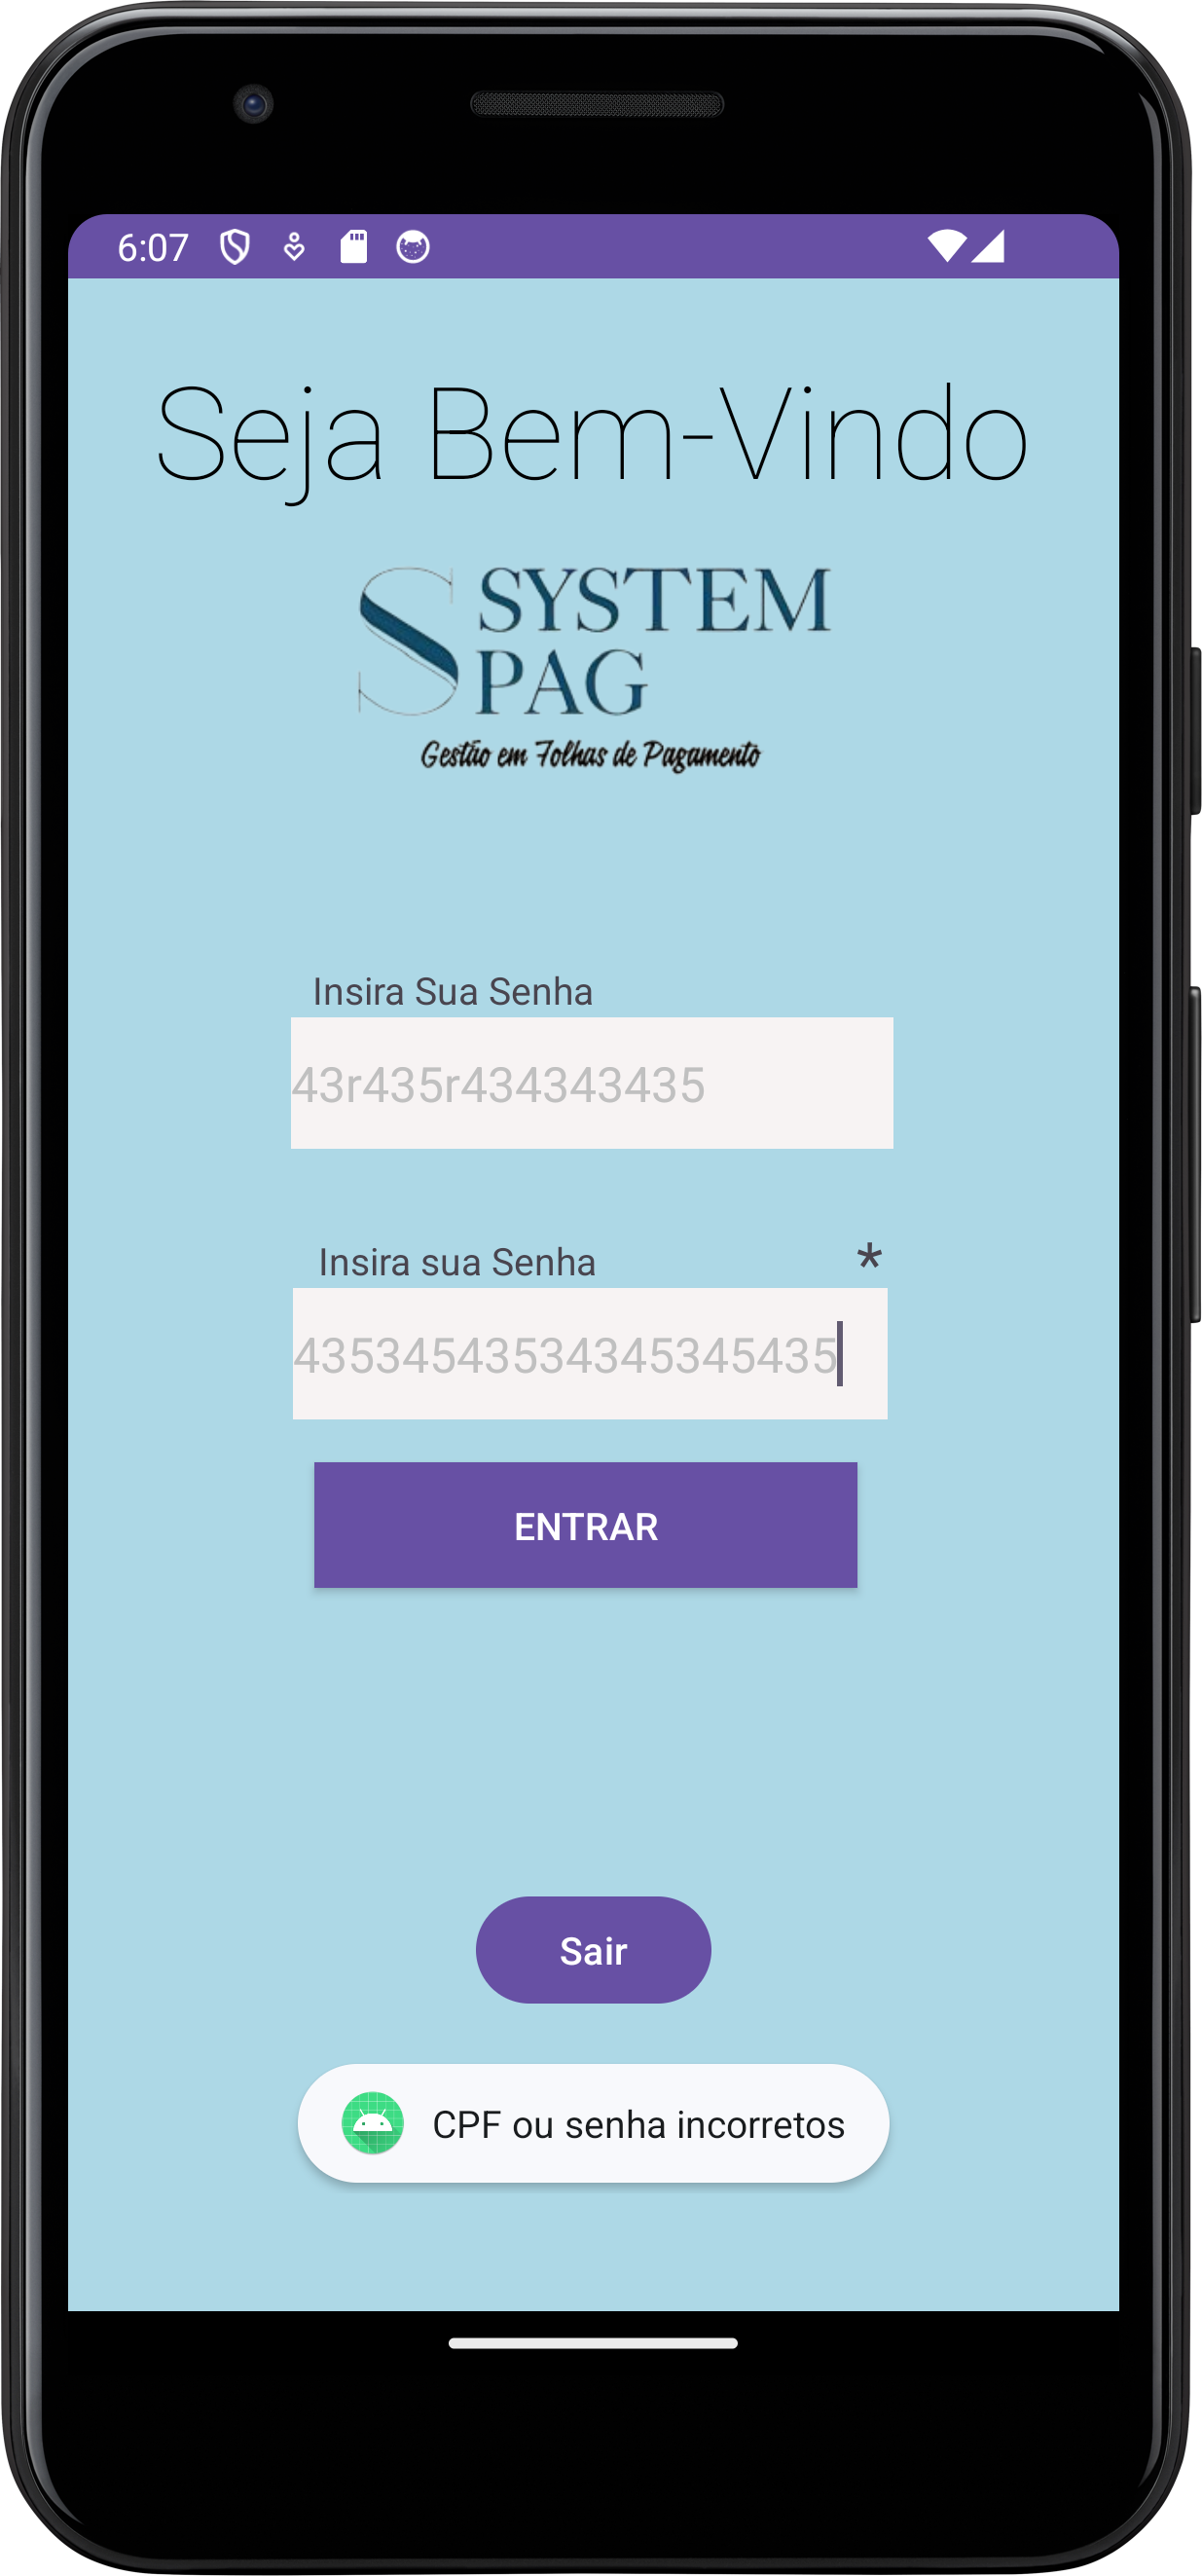 6:07
Seja Bem-Vindo
S SYSTEM
PAG
Gestão em Folhas de Pagamento
Insira Sua Senha
43r435r434343435
Insira sua Senha *
43534543534345345435
ENTRAR
Sair
CPF ou senha incorretos